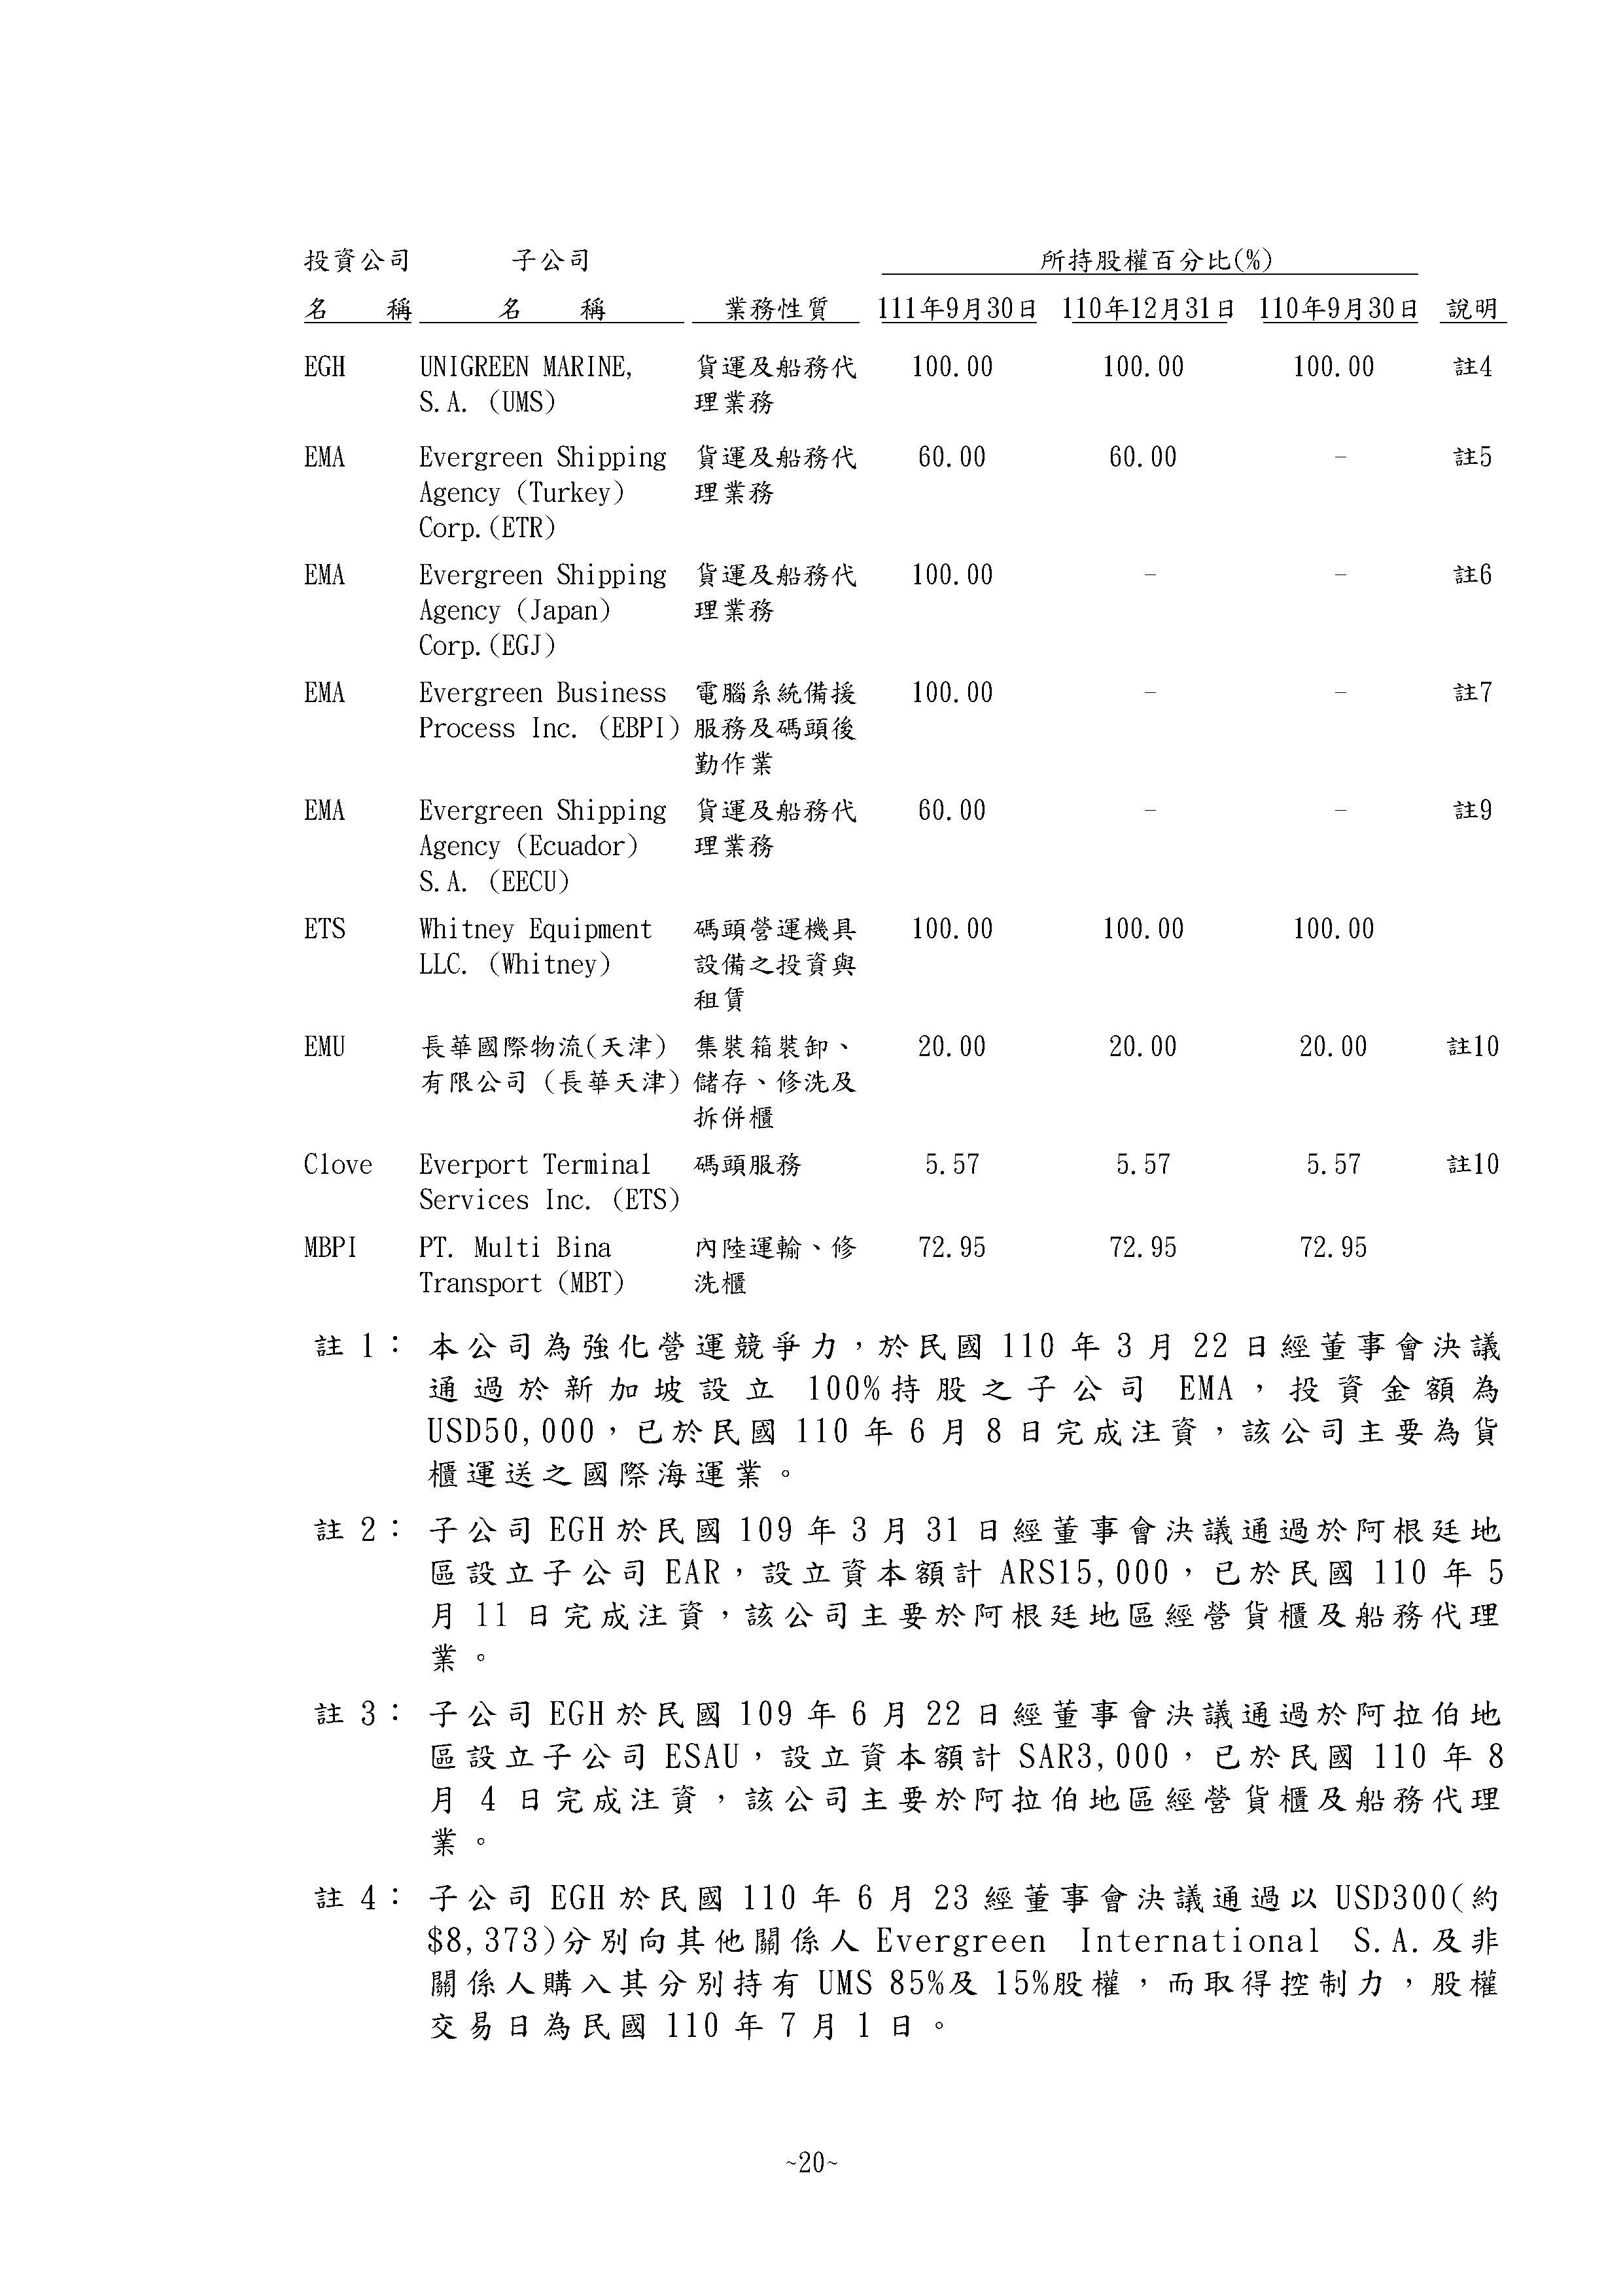 投資公司 子公司 所持股權百分比(%)
名 稱 名 稱 業務性質 111年9月30日 110年12月31日 110年9月30日 說明
EGH UNIGREEN MARINE, 貨運及船務代 100.00 100.00 100.00 註4
S.A. (UMS) 理業務
EMA Evergreen Shipping 貨運及船務代 60.00 60.00 - 註5
Agency (Turkey) 理業務
Corp.(ETR)
EMA Evergreen Shipping 貨運及船務代 100.00 - - 註6
Agency (Japan) 理業務
Corp.(EGJ)
EMA Evergreen Business 電腦系統備援 100.00 - - 註7
Process Inc. (EBPI) 服務及碼頭後
勤作業
EMA Evergreen Shipping 貨運及船務代 60.00 - - 註9
Agency (Ecuador) 理業務
S.A. (EECU)
ETS Whitney Equipment 碼頭營運機具 100.00 100.00 100.00
LLC. (Whitney) 設備之投資與
租賃
EMU 長華國際物流(天津) 集裝箱裝卸、 20.00 20.00 20.00 註10
有限公司 (長華天津) 儲存、修洗及
拆併櫃
Clove Everport Terminal 碼頭服務 5.57 5.57 5.57 註10
Services Inc. (ETS)
MBPI PT. Multi Bina 內陸運輸、修 72.95 72.95 72.95
Transport (MBT) 洗櫃
註 1： 本公司為強化營運競爭力，於民國 110 年 3 月 22 日經董事會決議
通過於新加坡設立 100%持股之子公司 EMA，投資金額為
USD50,000，已於民國 110 年 6 月 8 日完成注資，該公司主要為貨
櫃運送之國際海運業。
註 2： 子公司 EGH 於民國 109 年 3 月 31 日經董事會決議通過於阿根廷地
區設立子公司 EAR，設立資本額計 ARS15,000，已於民國 110 年 5
月 11 日完成注資，該公司主要於阿根廷地區經營貨櫃及船務代理
業。
註 3： 子公司 EGH 於民國 109 年 6 月 22 日經董事會決議通過於阿拉伯地
區設立子公司 ESAU，設立資本額計 SAR3,000，已於民國 110 年 8
月 4 日完成注資，該公司主要於阿拉伯地區經營貨櫃及船務代理
業。
註 4： 子公司 EGH 於民國 110 年 6 月 23 經董事會決議通過以 USD300(約
$8,373)分別向其他關係人 Evergreen International S.A.及非
關係人購入其分別持有 UMS 85%及 15%股權，而取得控制力，股權
交易日為民國 110 年 7 月 1 日。
~20~